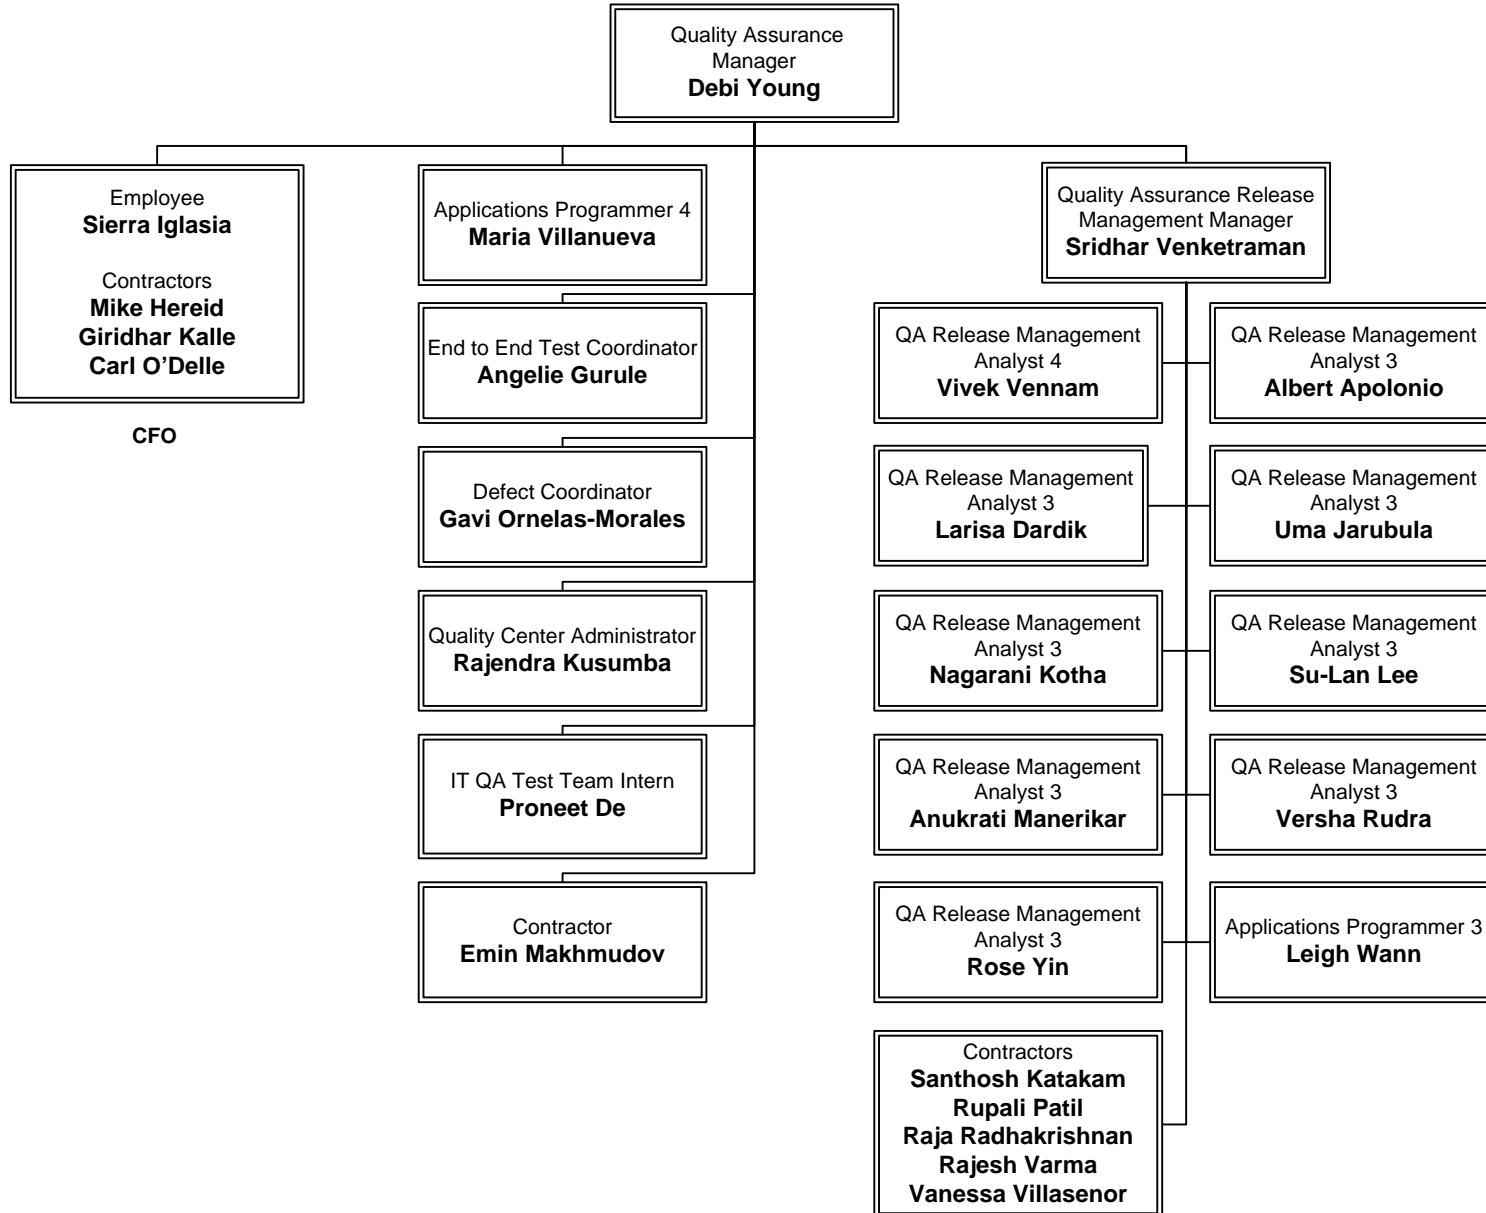 Quality Assurance
Manager
Debi Young
Employee
Sierra Iglasia
Contractors
Mike Hereid
Giridhar Kalle
Carl O’Delle
CFO
Applications Programmer 4
Maria Villanueva
End to End Test Coordinator
Angelie Gurule
Defect Coordinator
Gavi Ornelas-Morales
Quality Center Administrator
Rajendra Kusumba
IT QA Test Team Intern
Proneet De
Contractor
Emin Makhmudov
Quality Assurance Release
Management Manager
Sridhar Venketraman
QA Release Management
Analyst 4
Vivek Vennam
QA Release Management
Analyst 3
Albert Apolonio
QA Release Management
Analyst 3
Larisa Dardik
QA Release Management
Analyst 3
Uma Jarubula
QA Release Management
Analyst 3
Nagarani Kotha
QA Release Management
Analyst 3
Su-Lan Lee
QA Release Management
Analyst 3
Anukrati Manerikar
QA Release Management
Analyst 3
Versha Rudra
QA Release Management
Analyst 3
Rose Yin
Applications Programmer 3
Leigh Wann
Contractors
Santhosh Katakam
Rupali Patil
Raja Radhakrishnan
Rajesh Varma
Vanessa Villasenor